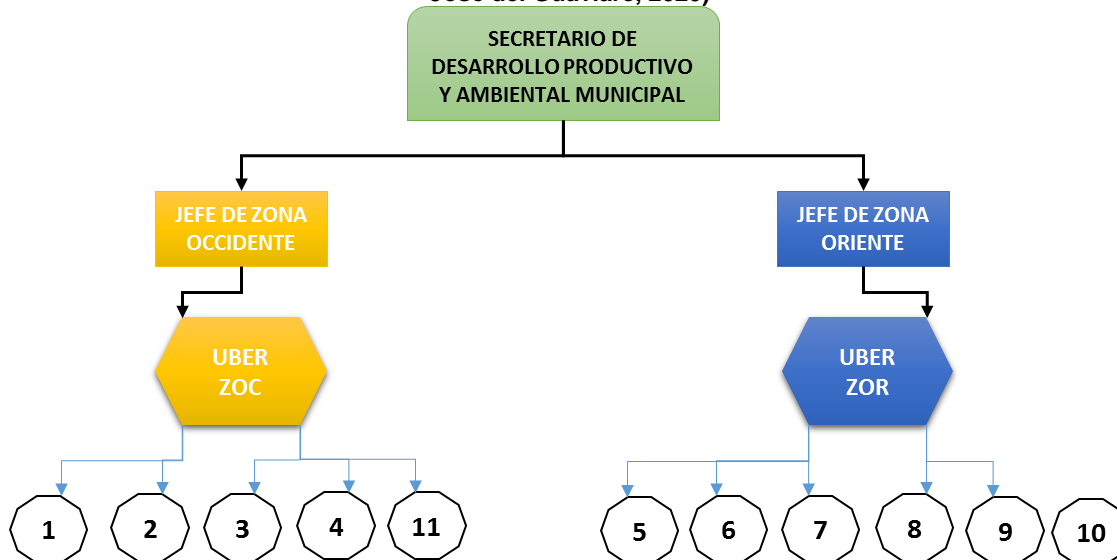 SECRETARIO DE
DESARROLLO PRODUCTIVO
Y AMBIENTAL MUNICIPAL
JEFE DE ZONA
OCCIDENTE
JEFE DE ZONA
ORIENTE
UBER
ZOC
UBER
ZOR
1 2 3 4 11 5 6 7 8 9 10